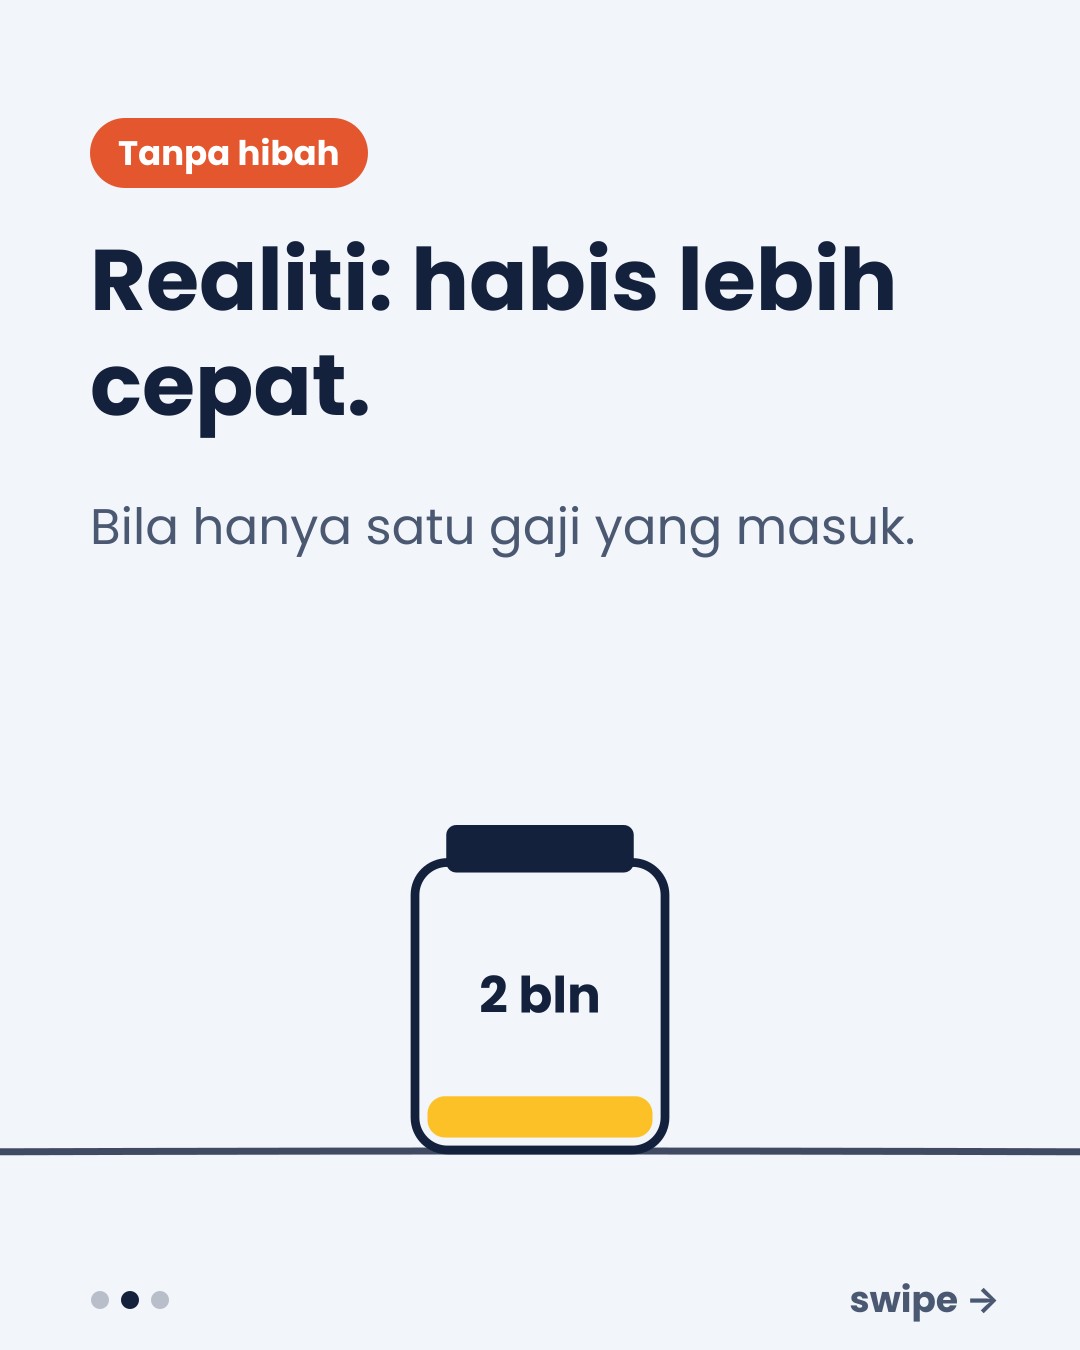 Tanpa hibah
Realiti: habis lebih
cepat.
Bila hanya satu gaji yang masuk.
2 bln
swipe →